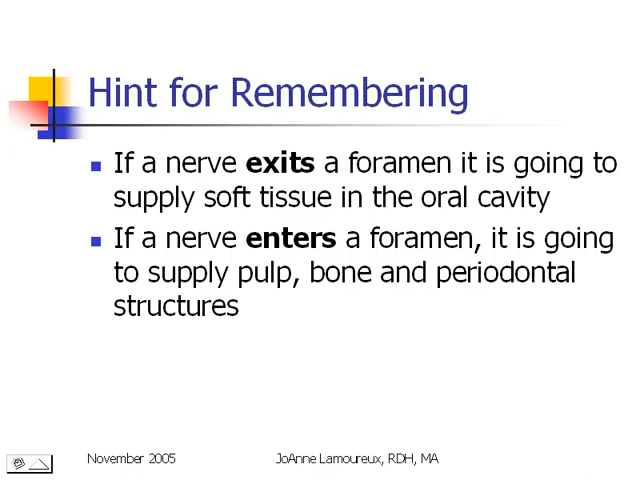 Hint for Remembering
If a nerve exits a foramen it is going to
supply soft tissue in the oral cavity
If a nerve enters a foramen, it is going
to supply pulp, bone and periodontal
structures
November 2005
JoAnne Lamoureux, RDH, MA